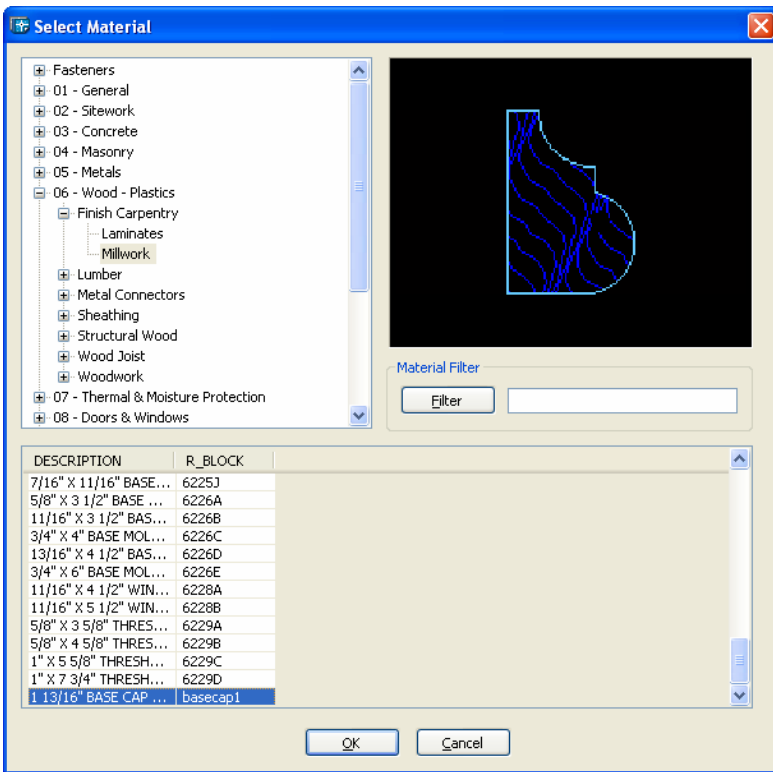 Select Material
Fasteners
01 - General
02 - Sitework
03 - Concrete
04 - Masonry
05 - Metals
06 - Wood - Plastics
Finish Carpentry
Laminates
Millwork
Lumber
Metal Connectors
Sheathing
Structural Wood
Wood Joist
Woodwork
07 - Thermal & Moisture Protection
08 - Doors & Windows
Material Filter
Filter
DESCRIPTION R_BLOCK
7/16" X 11/16" BASE... 6225J
5/8" X 3 1/2" BASE ... 6226A
11/16" X 3 1/2" BAS... 6226B
3/4" X 4" BASE MOL... 6226C
13/16" X 4 1/2" BAS... 6226D
3/4" X 6" BASE MOL... 6226E
11/16" X 4 1/2" WIN... 6228A
11/16" X 5 1/2" WIN... 6228B
5/8" X 3 5/8" THRES... 6229A
5/8" X 4 5/8" THRES... 6229B
1" X 5 5/8" THRESH... 6229C
1" X 7 3/4" THRESH... 6229D
1 13/16" BASE CAP ... basecap1
OK Cancel